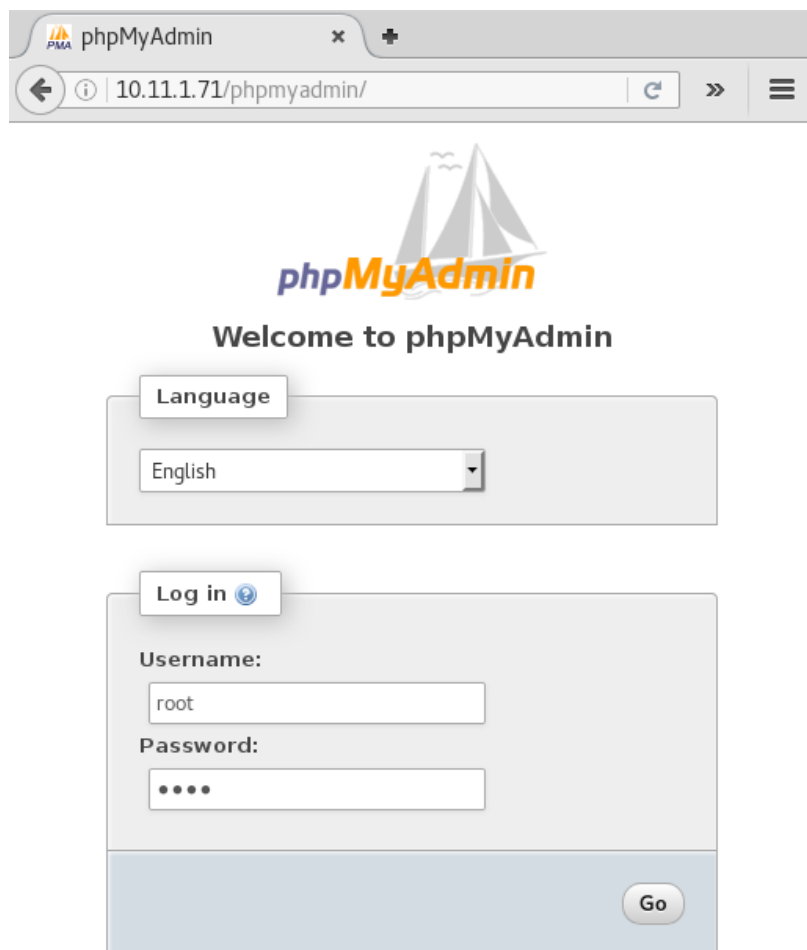 PMA phpMyAdmin
10.11.1.71/phpmyadmin/
phpMyAdmin
Welcome to phpMyAdmin
Language
English
Log in
Username:
root
Password:
••••
Go